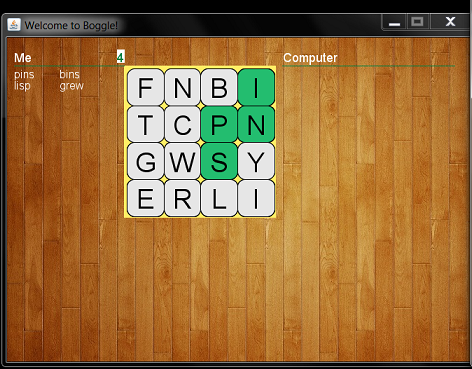 Welcome to Boggle!
Me 4 Computer
pins bins
lisp grew
F N B I
T C P N
G W S Y
E R L I